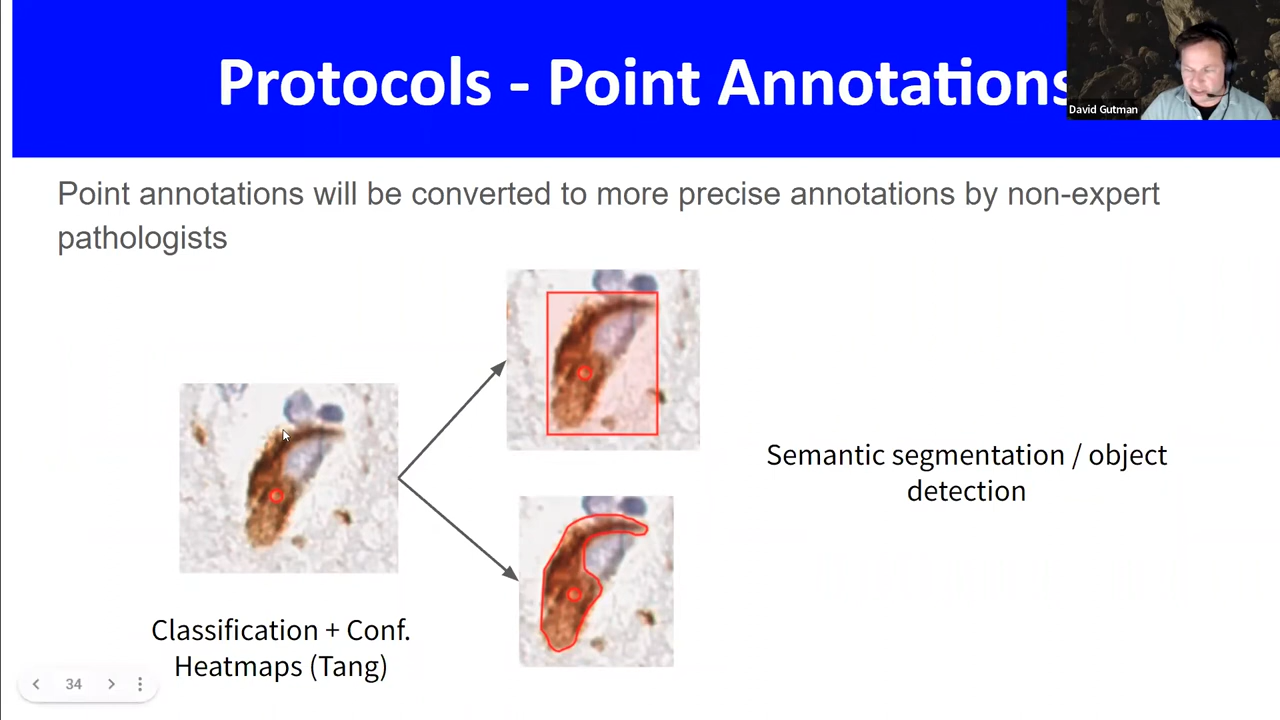 Protocols - Point Annotations
David Gutman
Point annotations will be converted to more precise annotations by non-expert
pathologists
Semantic segmentation / object
detection
Classification + Conf.
Heatmaps (Tang)
34